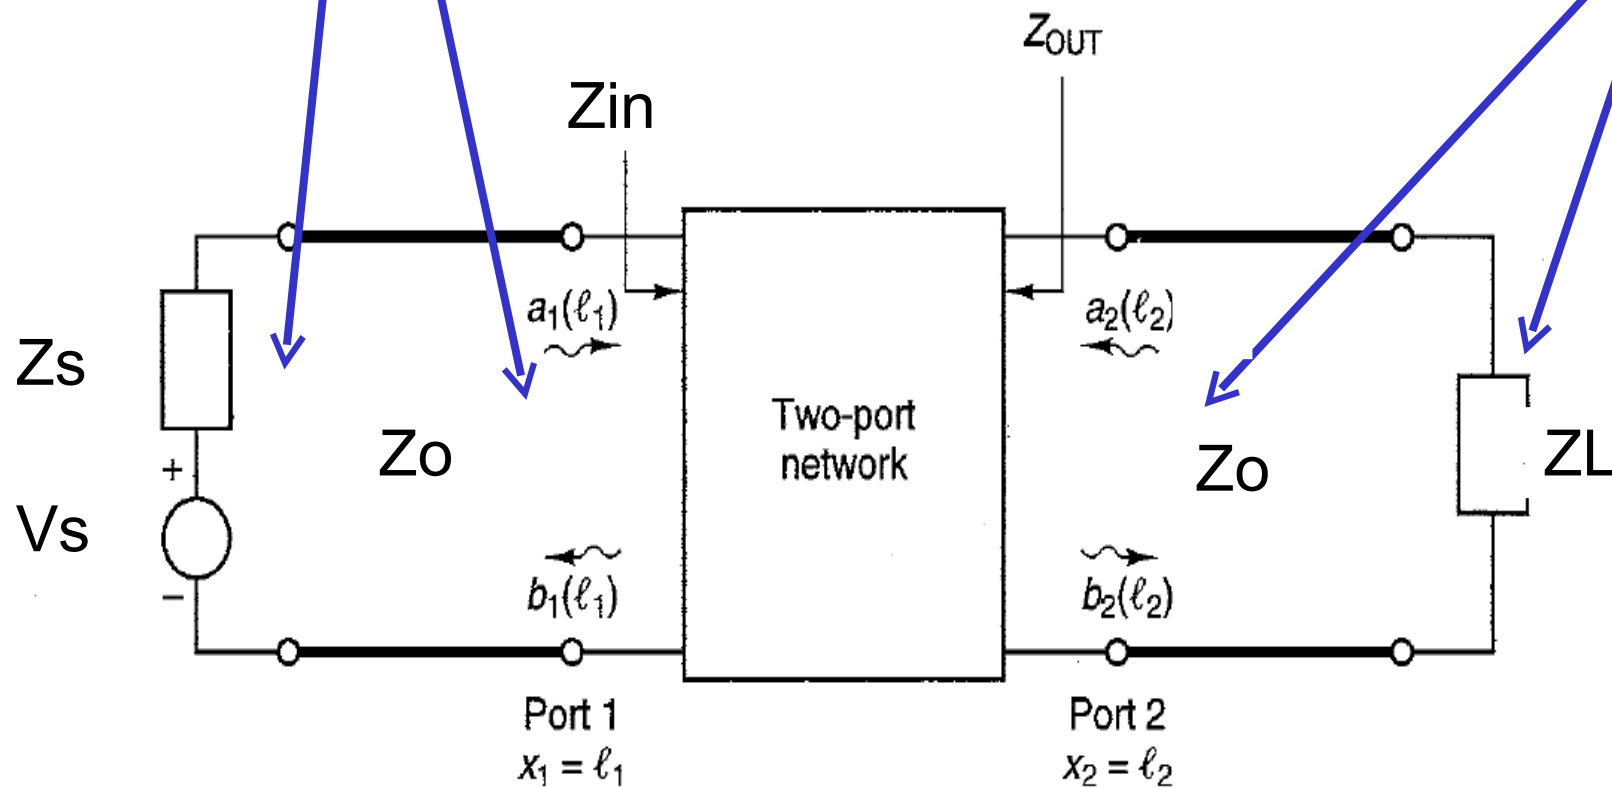 Z_OUT
Zin
a₁(ℓ₁)
a₂(ℓ₂)
Zs
Two-port
network
Zo
Zo
ZL
+
Vs
−
b₁(ℓ₁)
b₂(ℓ₂)
Port 1
x₁ = ℓ₁
Port 2
x₂ = ℓ₂